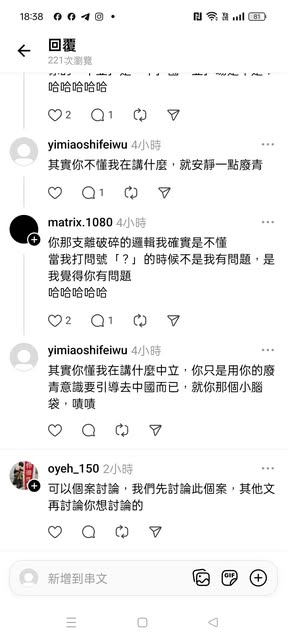 18:38
81
回覆
221次瀏覽
哈哈哈哈哈
2 1
yimiaoshifeiwu 4小時
其實你不懂我在講什麼，就安靜一點廢青
1
matrix.1080 4小時
你那支離破碎的邏輯我確實是不懂
當我打問號「？」的時候不是我有問題，是
我覺得你有問題
哈哈哈哈哈
2 1
yimiaoshifeiwu 4小時
其實你懂我在講什麼中立，你只是用你的廢
青意識要引導去中國而已，就你那個小腦
袋，嘖嘖
oyeh_150 2小時
可以個案討論，我們先討論此個案，其他文
再討論你想討論的
新增到串文
GIF